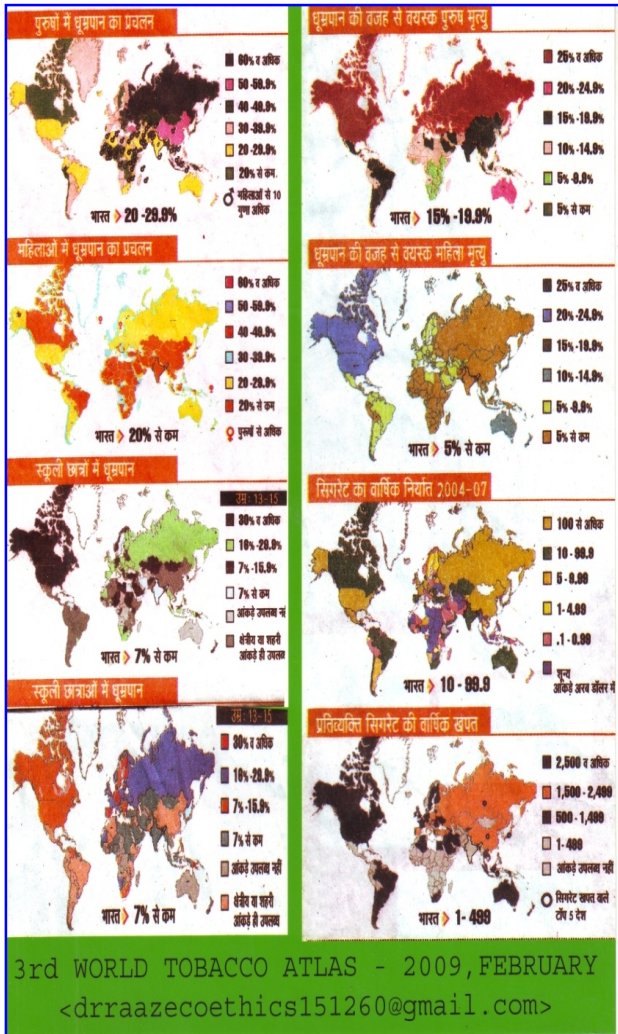 पुरुषों में धूम्रपान का प्रचलन
60% व अधिक
50-59.9%
40-49.9%
30-39.9%
20-29.9%
20% से कम
महिलाओं से 10
गुणा अधिक
भारत 20 -29.9%
महिलाओं में धूम्रपान का प्रचलन
60% व अधिक
50-59.9%
40-49.9%
30-39.9%
20-29.9%
20% से कम
पुरुषों से अधिक
भारत 20% से कम
स्कूली छात्रों में धूम्रपान
उम्र: 13-15
30% व अधिक
16%-29.9%
7%-15.9%
7% से कम
आंकड़े उपलब्ध
क्षेत्रीय या शहरी
आंकड़े ही उपलब्ध
भारत 7% से कम
स्कूली छात्राओं में धूम्रपान
उम्र: 13-15
30% व अधिक
16%-29.9%
7%-15.9%
7% से कम
आंकड़े उपलब्ध नहीं
क्षेत्रीय या शहरी
आंकड़े ही उपलब्ध
भारत 7% से कम
धूम्रपान की वजह से वयस्क पुरुष मृत्यु
25% व अधिक
20%-24.9%
15%-19.9%
10%-14.9%
5%-9.9%
5% से कम
भारत 15% -19.9%
धूम्रपान की वजह से वयस्क महिला मृत्यु
25% व अधिक
20%-24.9%
15%-19.9%
10%-14.9%
5%-9.9%
5% से कम
भारत 5% से कम
सिगरेट का वार्षिक निर्यात 2004-07
100 से अधिक
10-99.9
5-9.99
1-4.99
.1-0.99
शून्य
आंकड़े अरब डॉलर में
भारत 10 - 99.9
प्रतिव्यक्ति सिगरेट की वार्षिक खपत
2,500 व अधिक
1,500-2,499
500-1,499
1-499
आंकड़े उपलब्ध नहीं
सिगरेट खपत वाले
टॉप 5 देश
भारत 1- 499
3rd WORLD TOBACCO ATLAS - 2009,FEBRUARY
<drraazecoethics151260@gmail.com>